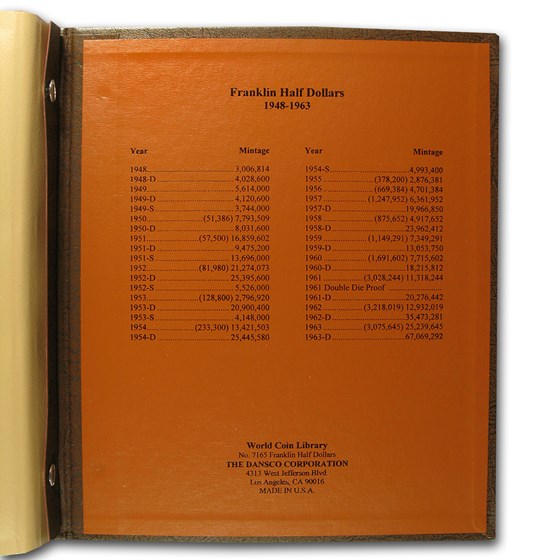 Franklin Half Dollars
1948-1963
Year Mintage
1948 3,006,814
1948-D 4,028,600
1949 5,614,000
1949-D 4,120,600
1949-S 3,744,000
1950 (51,386) 7,793,509
1950-D 8,031,600
1951 (57,500) 16,859,602
1951-D 9,475,200
1951-S 13,696,000
1952 (81,980) 21,274,073
1952-D 25,395,600
1952-S 5,526,000
1953 (128,800) 2,796,920
1953-D 20,900,400
1953-S 4,148,000
1954 (233,300) 13,421,503
1954-D 25,445,580
Year Mintage
1954-S 4,993,400
1955 (378,200) 2,876,381
1956 (669,384) 4,701,384
1957 (1,247,952) 6,361,952
1957-D 19,966,850
1958 (875,652) 4,917,652
1958-D 23,962,412
1959 (1,149,291) 7,349,291
1959-D 13,053,750
1960 (1,691,602) 7,715,602
1960-D 18,215,812
1961 (3,028,244) 11,318,244
1961 Double Die Proof
1961-D 20,276,442
1962 (3,218,019) 12,932,019
1962-D 35,473,281
1963 (3,075,645) 25,239,645
1963-D 67,069,292
World Coin Library
No. 7165 Franklin Half Dollars
THE DANSCO CORPORATION
4313 West Jefferson Blvd
Los Angeles, CA 90016
MADE IN U.S.A.